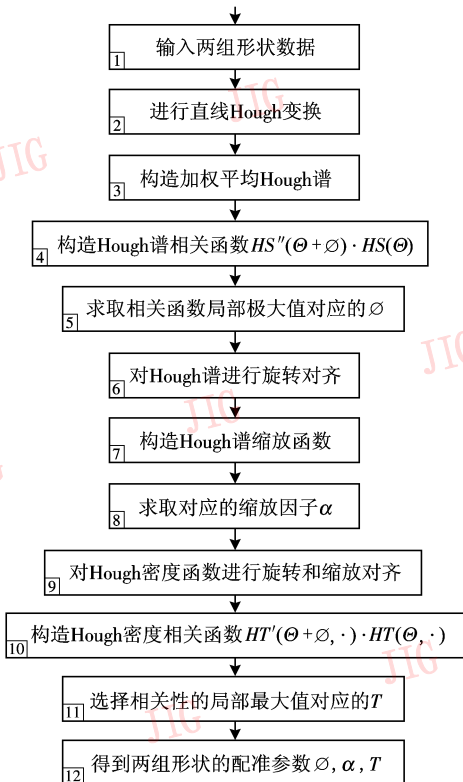 输入两组形状数据
1
进行直线Hough变换
2
构造加权平均Hough谱
3
构造Hough谱相关函数HS″(Θ+∅)·HS(Θ)
4
求取相关函数局部极大值对应的∅
5
对Hough谱进行旋转对齐
6
构造Hough谱缩放函数
7
求取对应的缩放因子α
8
对Hough密度函数进行旋转和缩放对齐
9
构造Hough密度相关函数HT′(Θ+∅,·)·HT(Θ,·)
10
选择相关性的局部最大值对应的T
11
得到两组形状的配准参数∅,α,T
12
JIG
JIG
JIG
JIG
JIG
JIG